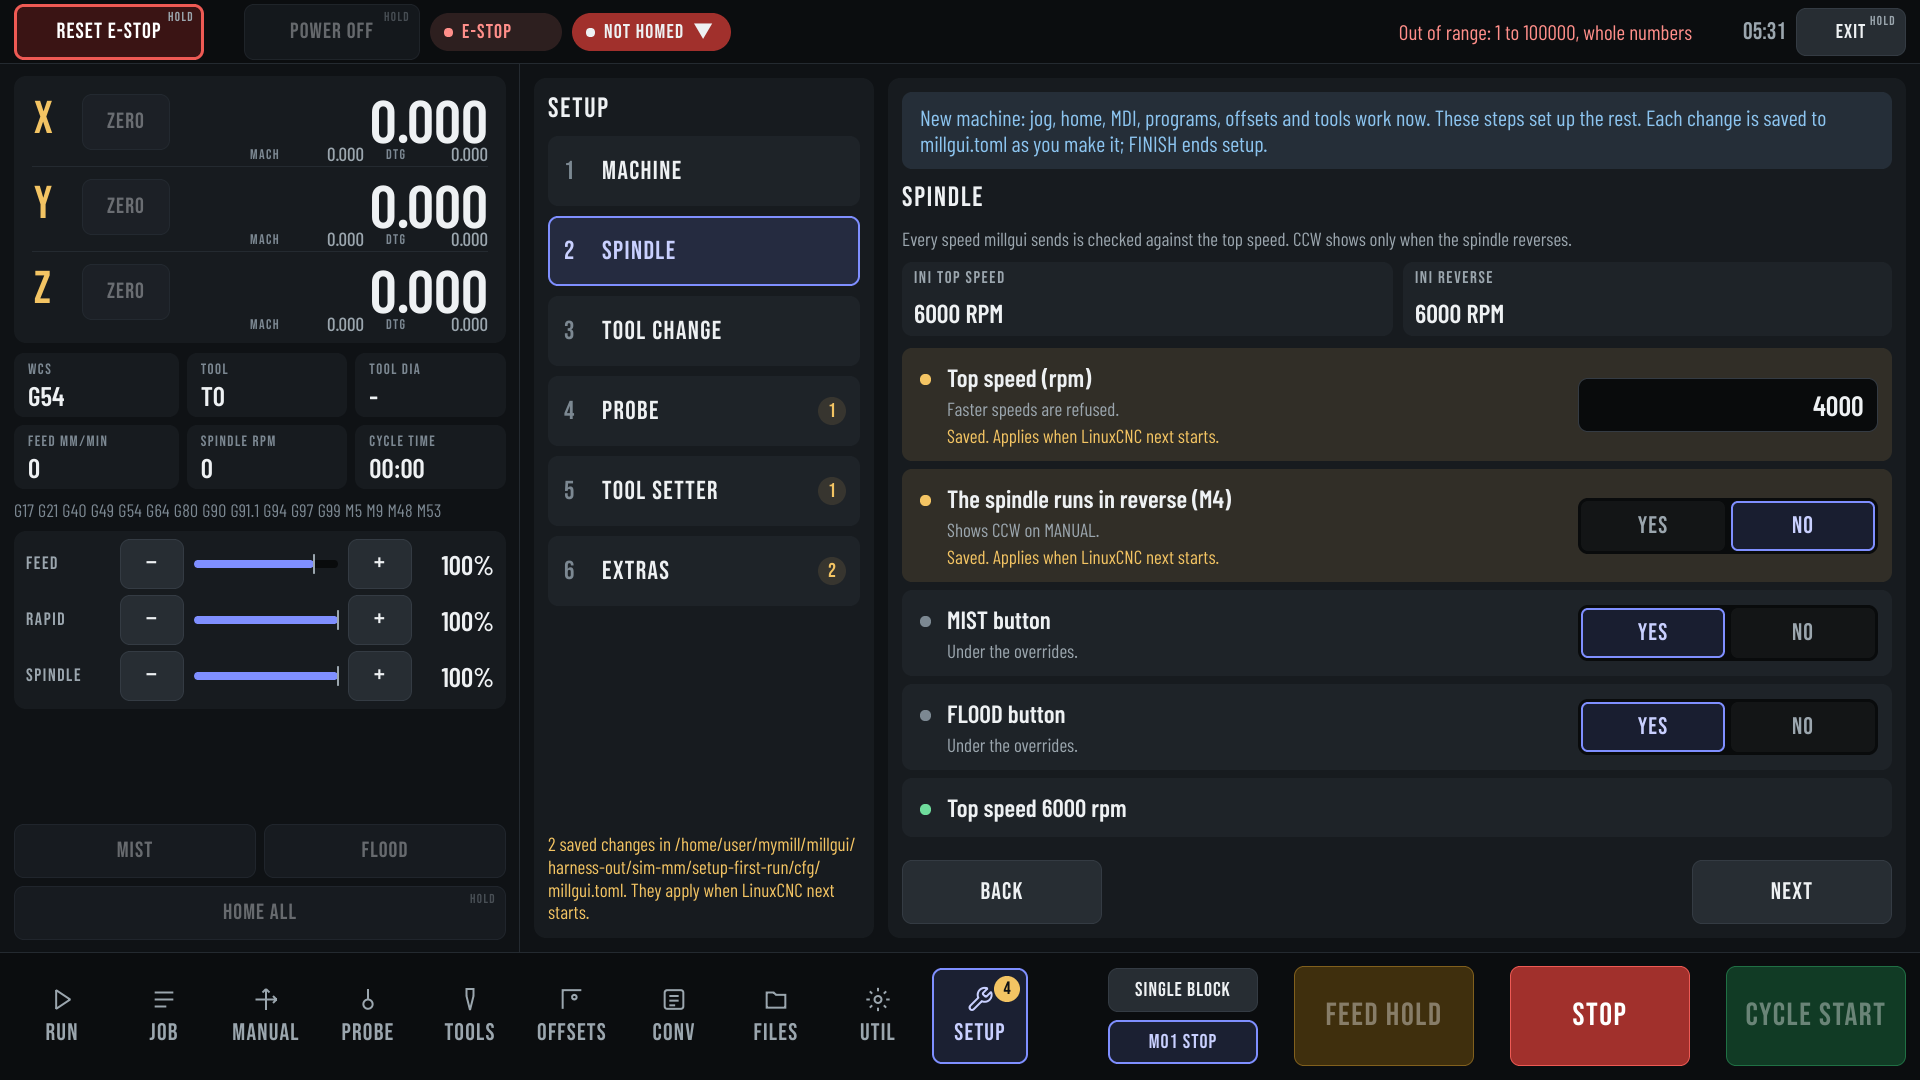 RESET E-STOP HOLD
POWER OFF HOLD
E-STOP
NOT HOMED
Out of range: 1 to 100000, whole numbers
05:31
EXIT HOLD
X ZERO 0.000
MACH 0.000 DTG 0.000
Y ZERO 0.000
MACH 0.000 DTG 0.000
Z ZERO 0.000
MACH 0.000 DTG 0.000
WCS
G54
TOOL
T0
TOOL DIA
-
FEED MM/MIN
0
SPINDLE RPM
0
CYCLE TIME
00:00
G17 G21 G40 G49 G54 G64 G80 G90 G91.1 G94 G97 G99 M5 M9 M48 M53
FEED - + 100%
RAPID - + 100%
SPINDLE - + 100%
MIST
FLOOD
HOME ALL HOLD
SETUP
1 MACHINE
2 SPINDLE
3 TOOL CHANGE
4 PROBE 1
5 TOOL SETTER 1
6 EXTRAS 2
2 saved changes in /home/user/mymill/millgui/
harness-out/sim-mm/setup-first-run/cfg/
millgui.toml. They apply when LinuxCNC next
starts.
New machine: jog, home, MDI, programs, offsets and tools work now. These steps set up the rest. Each change is saved to
millgui.toml as you make it; FINISH ends setup.
SPINDLE
Every speed millgui sends is checked against the top speed. CCW shows only when the spindle reverses.
INI TOP SPEED
6000 RPM
INI REVERSE
6000 RPM
Top speed (rpm)
Faster speeds are refused.
Saved. Applies when LinuxCNC next starts.
4000
The spindle runs in reverse (M4)
Shows CCW on MANUAL.
Saved. Applies when LinuxCNC next starts.
YES NO
MIST button
Under the overrides.
YES NO
FLOOD button
Under the overrides.
YES NO
Top speed 6000 rpm
BACK
NEXT
RUN
JOB
MANUAL
PROBE
TOOLS
OFFSETS
CONV
FILES
UTIL
SETUP 4
SINGLE BLOCK
M01 STOP
FEED HOLD
STOP
CYCLE START